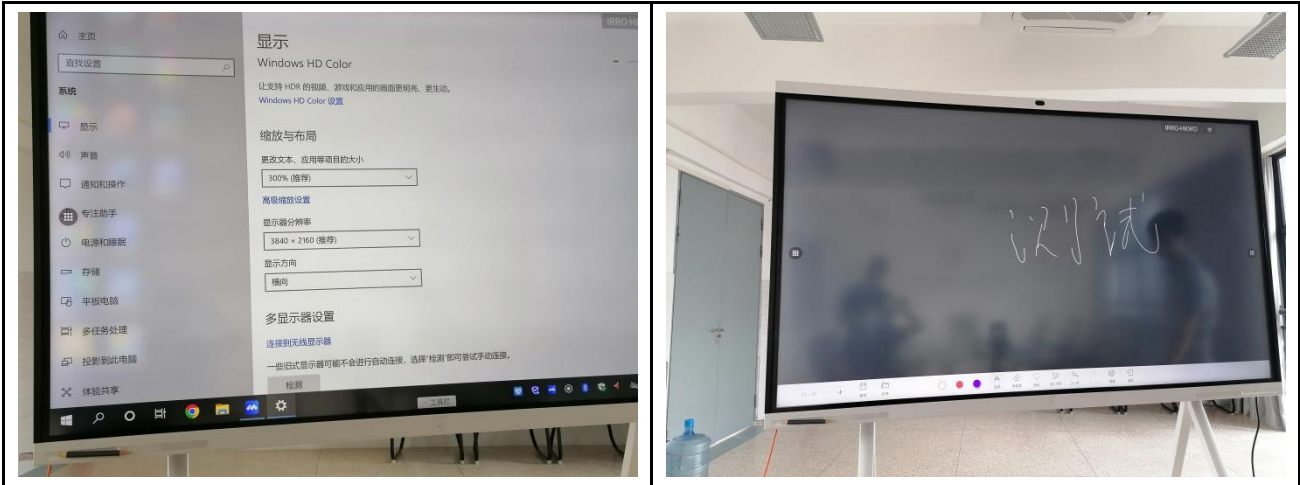 IRRO-HKWO
主页
查找设置
系统
显示
声音
通知和操作
专注助手
电源和睡眠
存储
平板电脑
多任务处理
投影到此电脑
体验共享
显示
Windows HD Color
让支持 HDR 的视频、游戏和应用的画面更明亮、更生动。
Windows HD Color 设置
缩放与布局
更改文本、应用等项目的大小
300% (推荐)
高级缩放设置
显示器分辨率
3840 × 2160 (推荐)
显示方向
横向
多显示器设置
连接到无线显示器
一些旧式显示器可能不会进行自动连接，选择"检测"即可尝试手动连接。
检测
工具栏
IRRO-HKWO
测试